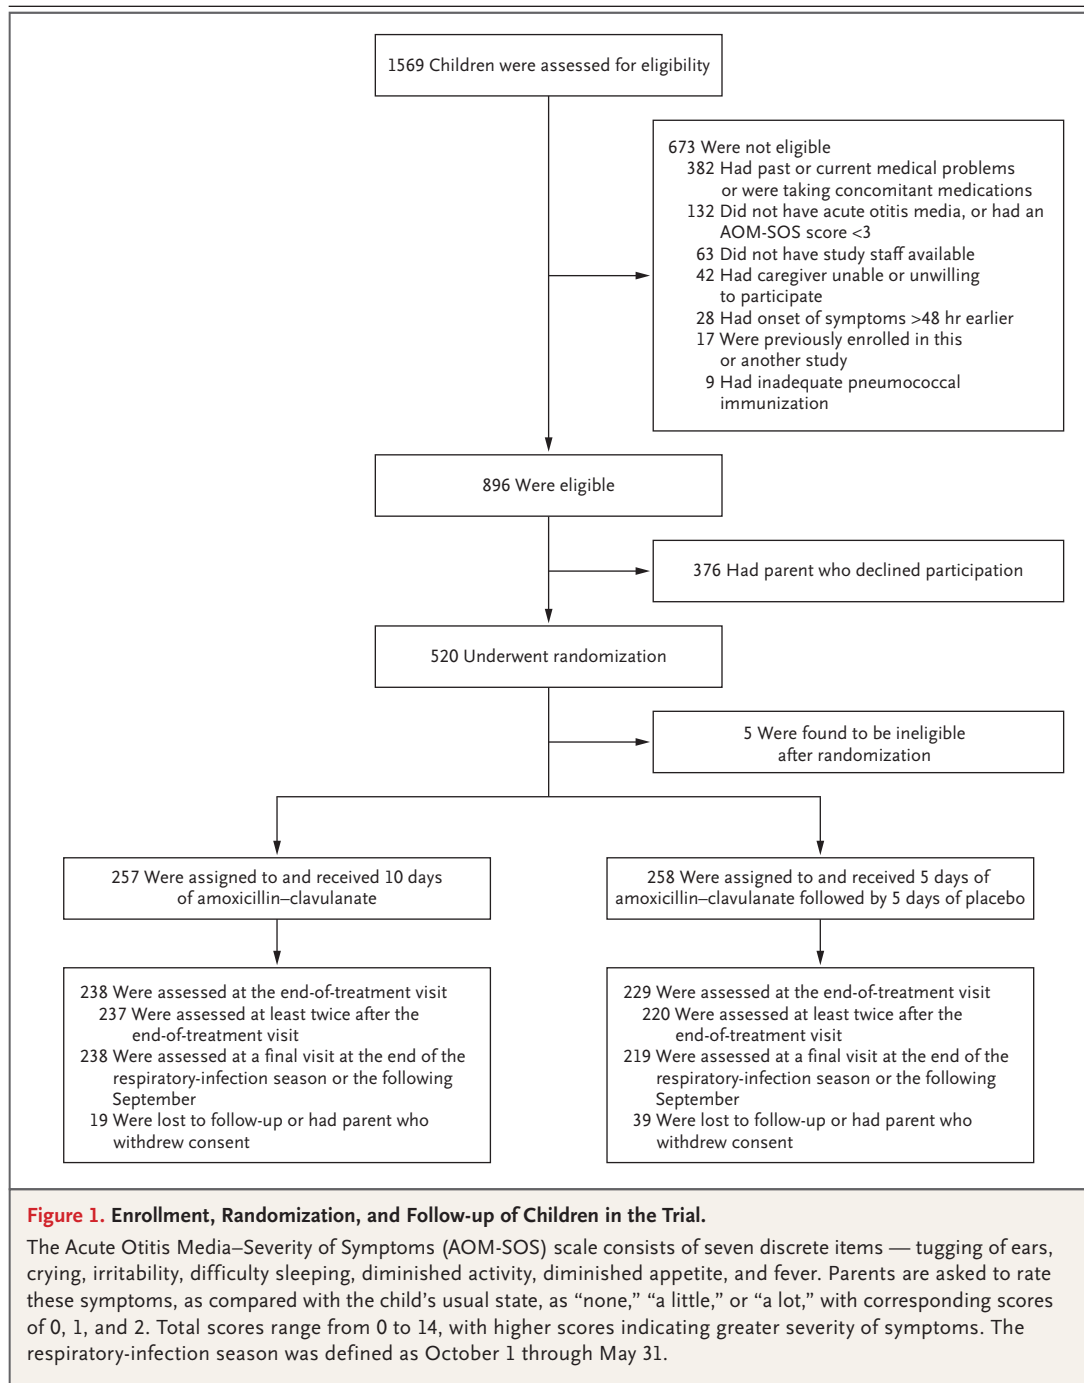 1569 Children were assessed for eligibility
673 Were not eligible
382 Had past or current medical problems
or were taking concomitant medications
132 Did not have acute otitis media, or had an
AOM-SOS score <3
63 Did not have study staff available
42 Had caregiver unable or unwilling
to participate
28 Had onset of symptoms >48 hr earlier
17 Were previously enrolled in this
or another study
9 Had inadequate pneumococcal
immunization
896 Were eligible
376 Had parent who declined participation
520 Underwent randomization
5 Were found to be ineligible
after randomization
257 Were assigned to and received 10 days
of amoxicillin–clavulanate
258 Were assigned to and received 5 days of
amoxicillin–clavulanate followed by 5 days of placebo
238 Were assessed at the end-of-treatment visit
237 Were assessed at least twice after the
end-of-treatment visit
238 Were assessed at a final visit at the end of the
respiratory-infection season or the following
September
19 Were lost to follow-up or had parent who
withdrew consent
229 Were assessed at the end-of-treatment visit
220 Were assessed at least twice after the
end-of-treatment visit
219 Were assessed at a final visit at the end of the
respiratory-infection season or the following
September
39 Were lost to follow-up or had parent who
withdrew consent
Figure 1. Enrollment, Randomization, and Follow-up of Children in the Trial.
The Acute Otitis Media–Severity of Symptoms (AOM-SOS) scale consists of seven discrete items — tugging of ears,
crying, irritability, difficulty sleeping, diminished activity, diminished appetite, and fever. Parents are asked to rate
these symptoms, as compared with the child's usual state, as “none,” “a little,” or “a lot,” with corresponding scores
of 0, 1, and 2. Total scores range from 0 to 14, with higher scores indicating greater severity of symptoms. The
respiratory-infection season was defined as October 1 through May 31.